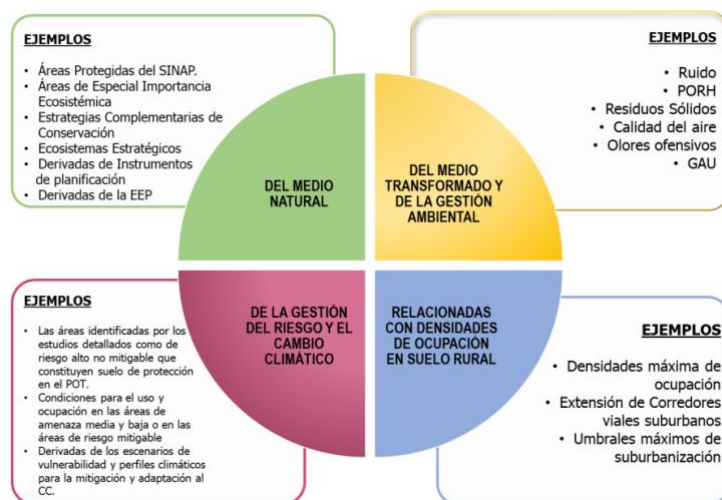 EJEMPLOS
• Áreas Protegidas del SINAP.
• Áreas de Especial Importancia
Ecosistémica
• Estrategias Complementarias de
Conservación
• Ecosistemas Estratégicos
• Derivadas de Instrumentos
de planificación
• Derivadas de la EEP
EJEMPLOS
• Ruido
• PORH
• Residuos Sólidos
• Calidad del aire
• Olores ofensivos
• GAU
DEL MEDIO
NATURAL
DEL MEDIO
TRANSFORMADO Y
DE LA GESTIÓN
AMBIENTAL
DE LA GESTIÓN
DEL RIESGO Y EL
CAMBIO
CLIMÁTICO
RELACIONADAS
CON DENSIDADES
DE OCUPACIÓN
EN SUELO RURAL
EJEMPLOS
• Las áreas identificadas por los
estudios detallados como de
riesgo alto no mitigable que
constituyen suelo de protección
en el POT.
• Condiciones para el uso y
ocupación en las áreas de
amenaza media y baja o en las
áreas de riesgo mitigable
• Derivadas de los escenarios de
vulnerabilidad y perfiles climáticos
para la mitigación y adaptación al
CC.
EJEMPLOS
• Densidades máxima de
ocupación
• Extensión de Corredores
viales suburbanos
• Umbrales máximos de
suburbanización